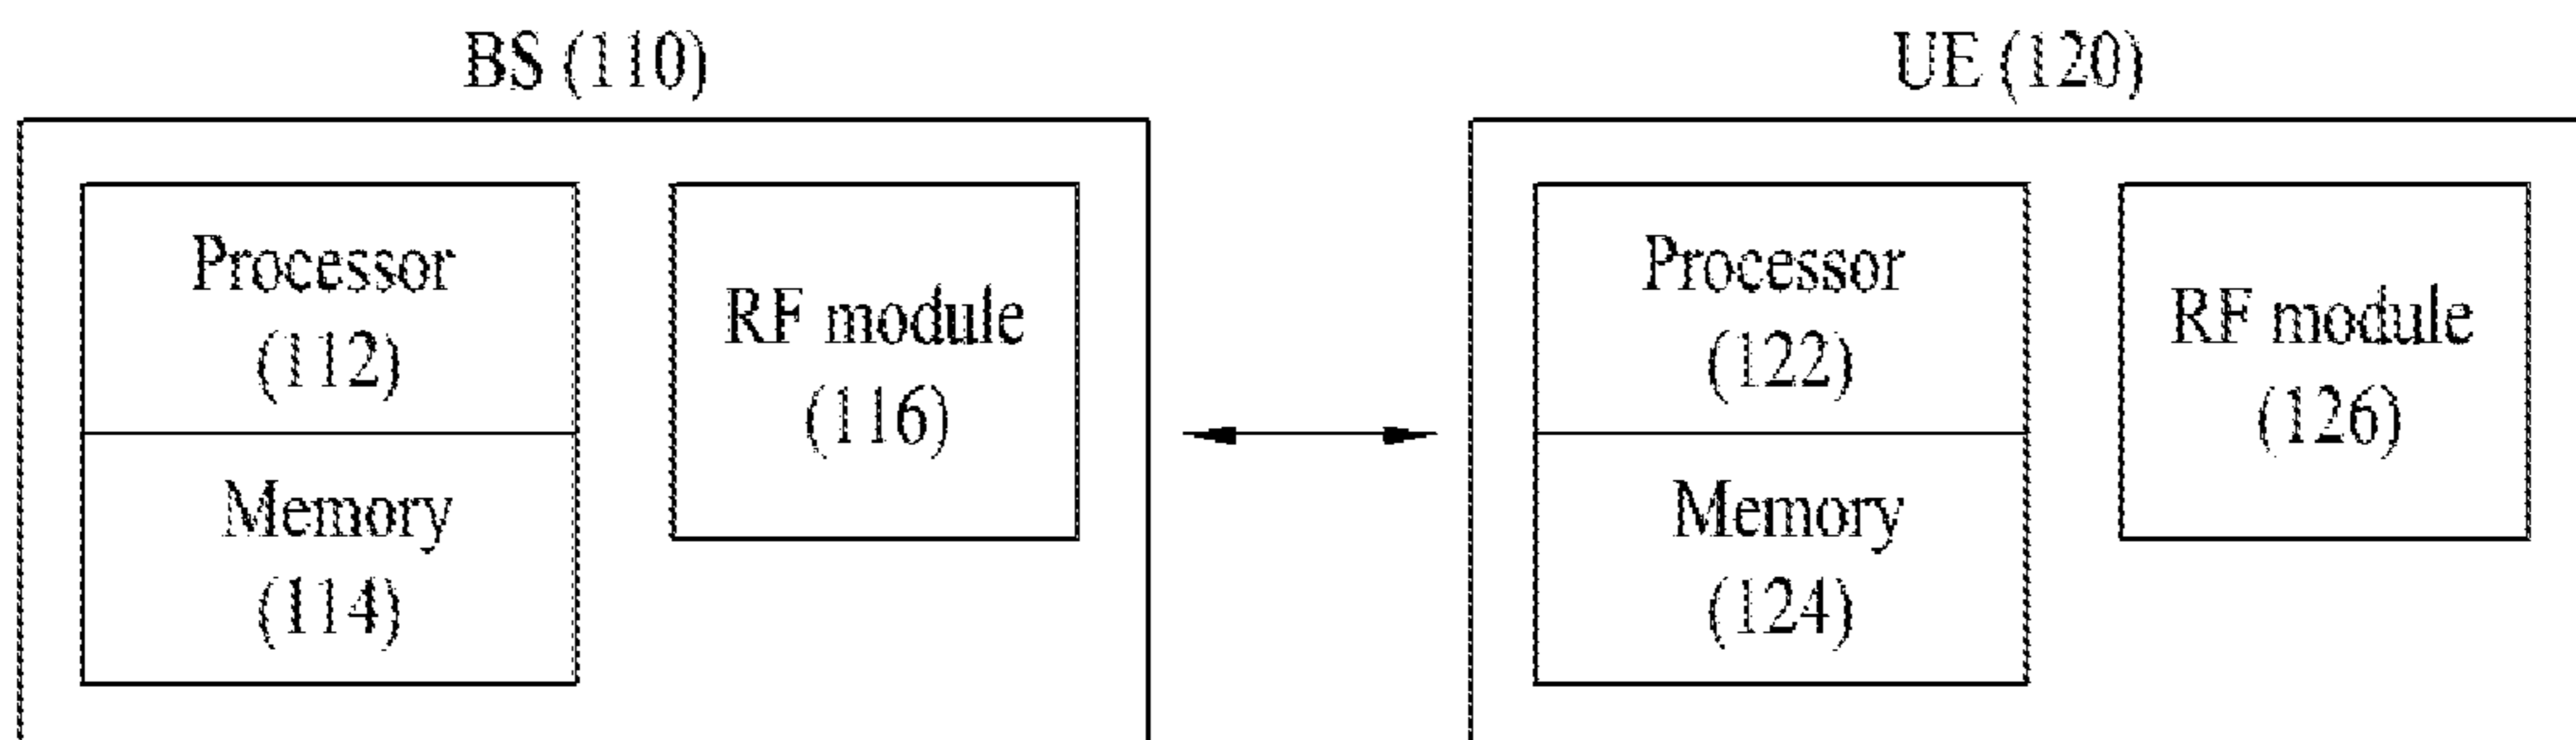 BS (110)
Processor
(112)
Memory
(114)
RF module
(116)
UE (120)
Processor
(122)
Memory
(124)
RF module
(126)